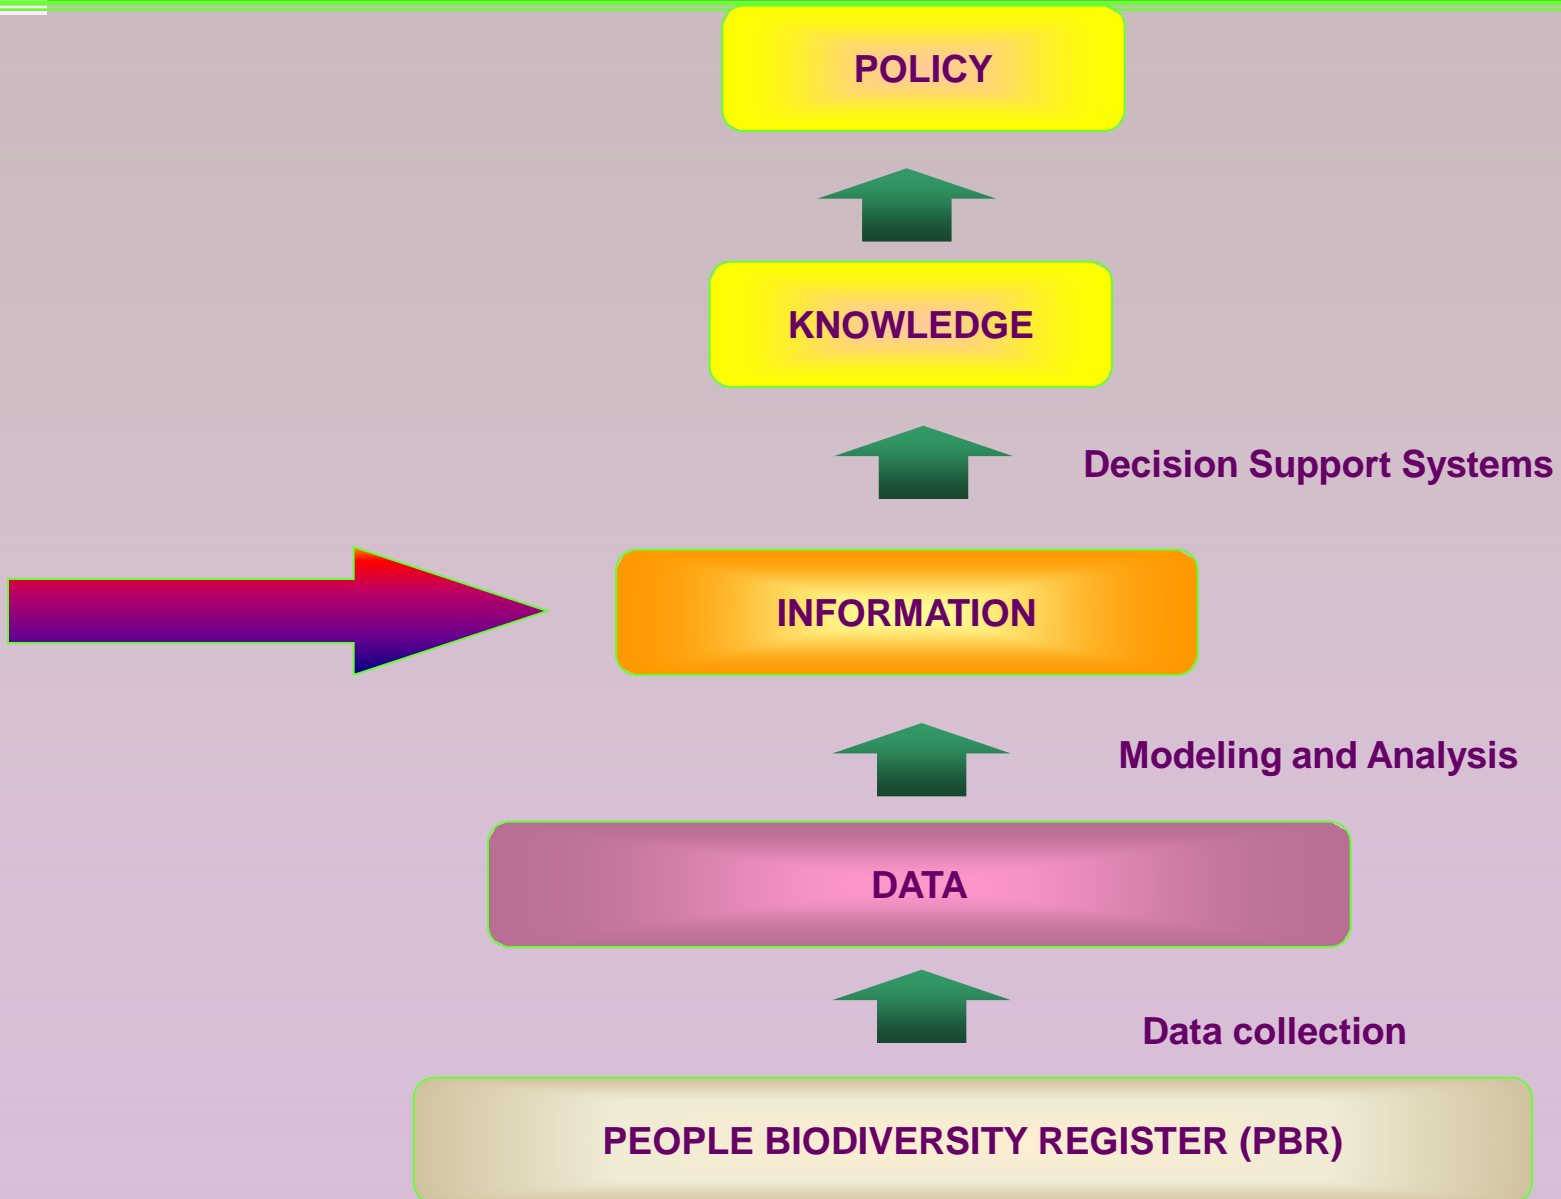 POLICY
KNOWLEDGE
Decision Support Systems
INFORMATION
Modeling and Analysis
DATA
Data collection
PEOPLE BIODIVERSITY REGISTER (PBR)